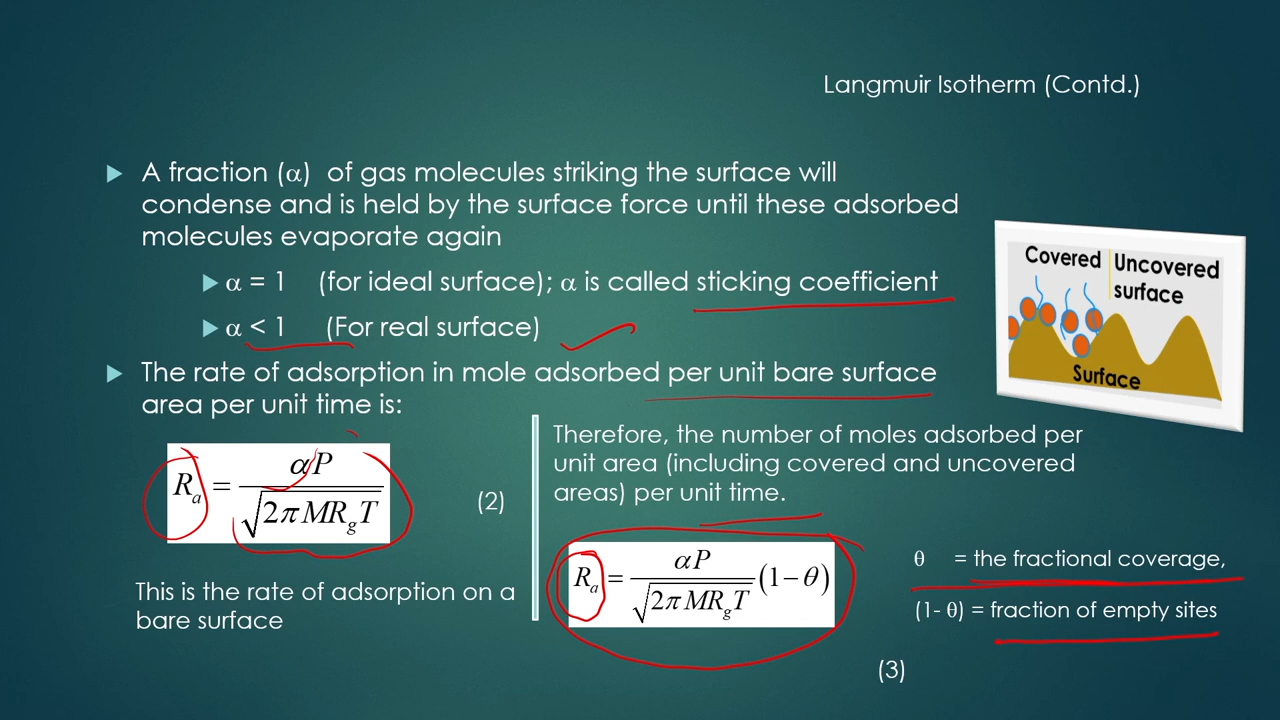 Langmuir Isotherm (Contd.)
A fraction (α) of gas molecules striking the surface will
condense and is held by the surface force until these adsorbed
molecules evaporate again
α = 1 (for ideal surface); α is called sticking coefficient
α < 1 (For real surface)
The rate of adsorption in mole adsorbed per unit bare surface
area per unit time is:
R_a = αP / √(2πMR_gT)
(2)
This is the rate of adsorption on a
bare surface
Therefore, the number of moles adsorbed per
unit area (including covered and uncovered
areas) per unit time.
R_a = αP / √(2πMR_gT) (1−θ)
(3)
θ = the fractional coverage,
(1- θ) = fraction of empty sites
Covered Uncovered
surface
Surface